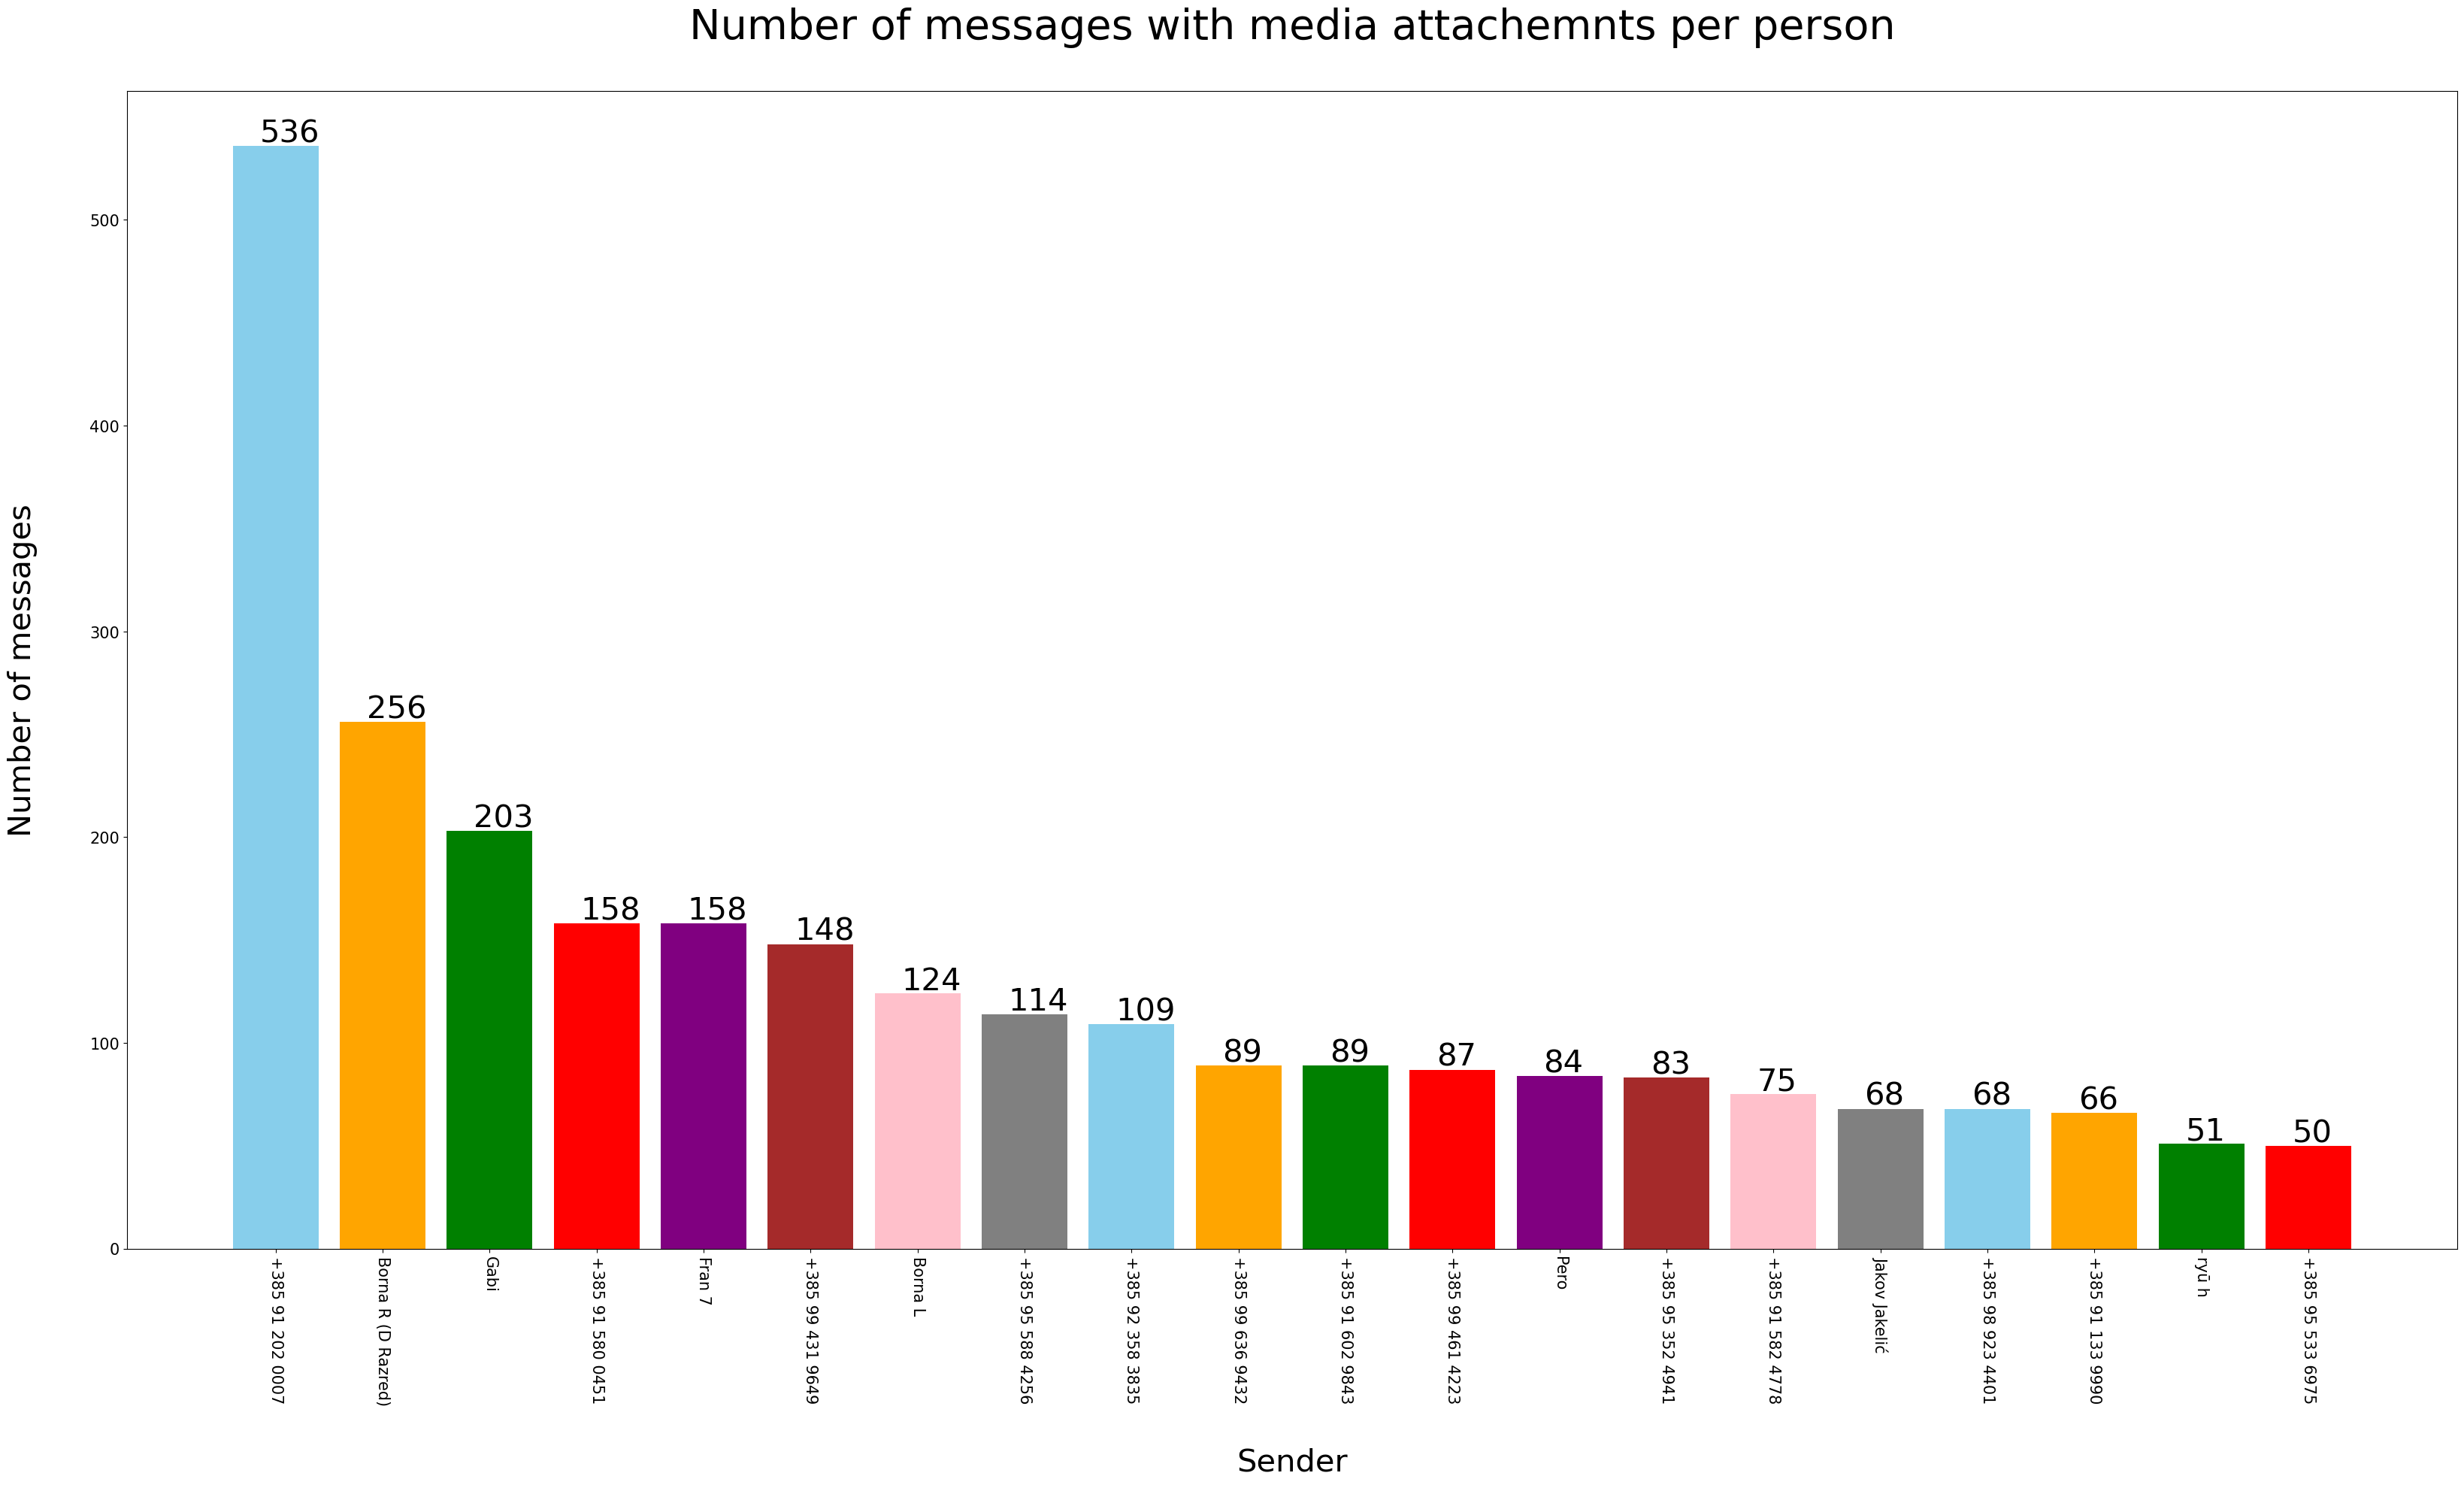 Number of messages with media attachemnts per person
Number of messages
500
400
300
200
100
0
536
256
203
158
158
148
124
114
109
89
89
87
84
83
75
68
68
66
51
50
+385 91 202 0007
Borna R (D Razred)
Gabi
+385 91 580 0451
Fran 7
+385 99 431 9649
Borna L
+385 95 588 4256
+385 92 358 3835
+385 99 636 9432
+385 91 602 9843
+385 99 461 4223
Pero
+385 95 352 4941
+385 91 582 4778
Jakov Jakelić
+385 98 923 4401
+385 91 133 9990
ryū h
+385 95 533 6975
Sender